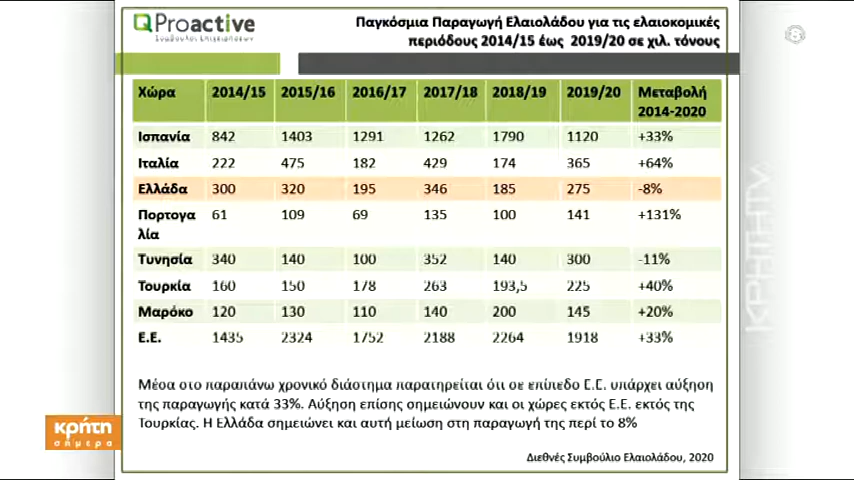 Proactive
Σύμβουλοι Επιχειρήσεων
Παγκόσμια Παραγωγή Ελαιολάδου για τις ελαιοκομικές
περιόδους 2014/15 έως 2019/20 σε χιλ. τόνους
Χώρα 2014/15 2015/16 2016/17 2017/18 2018/19 2019/20 Μεταβολή
2014-2020
Ισπανία 842 1403 1291 1262 1790 1120 +33%
Ιταλία 222 475 182 429 174 365 +64%
Ελλάδα 300 320 195 346 185 275 -8%
Πορτογα 61 109 69 135 100 141 +131%
λία
Τυνησία 340 140 100 352 140 300 -11%
Τουρκία 160 150 178 263 193,5 225 +40%
Μαρόκο 120 130 110 140 200 145 +20%
Ε.Ε. 1435 2324 1752 2188 2264 1918 +33%
Μέσα στο παραπάνω χρονικό διάστημα παρατηρείται ότι σε επίπεδο Ε.Ε. υπάρχει αύξηση
της παραγωγής κατά 33%. Αύξηση επίσης σημειώνουν και οι χώρες εκτός Ε.Ε. εκτός της
Τουρκίας. Η Ελλάδα σημειώνει και αυτή μείωση στη παραγωγή της περί το 8%
Διεθνές Συμβούλιο Ελαιολάδου, 2020
κρήτη
σήμερα
ΚΡΗΤΗTV
8